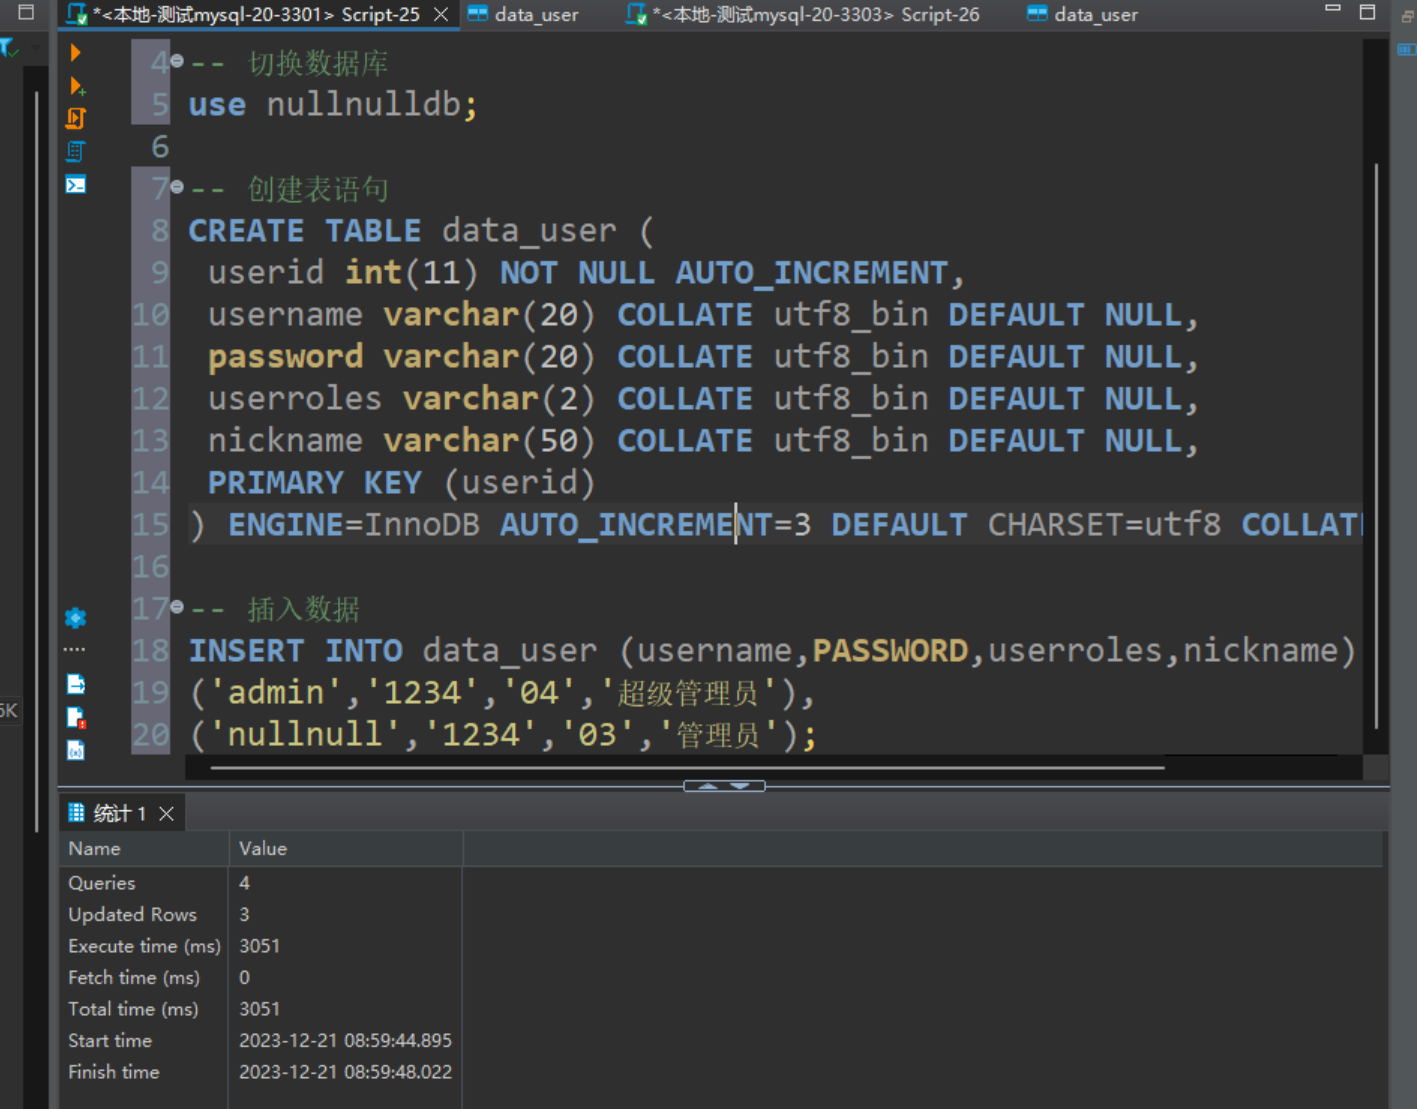 *<本地-测试mysql-20-3301> Script-25
data_user
*<本地-测试mysql-20-3303> Script-26
data_user
4 -- 切换数据库
5 use nullnulldb;
6
7 -- 创建表语句
8 CREATE TABLE data_user (
9 userid int(11) NOT NULL AUTO_INCREMENT,
10 username varchar(20) COLLATE utf8_bin DEFAULT NULL,
11 password varchar(20) COLLATE utf8_bin DEFAULT NULL,
12 userroles varchar(2) COLLATE utf8_bin DEFAULT NULL,
13 nickname varchar(50) COLLATE utf8_bin DEFAULT NULL,
14 PRIMARY KEY (userid)
15 ) ENGINE=InnoDB AUTO_INCREMENT=3 DEFAULT CHARSET=utf8 COLLAT
16
17 -- 插入数据
18 INSERT INTO data_user (username,PASSWORD,userroles,nickname)
19 ('admin','1234','04','超级管理员'),
20 ('nullnull','1234','03','管理员');
5K
统计 1
Name Value
Queries 4
Updated Rows 3
Execute time (ms) 3051
Fetch time (ms) 0
Total time (ms) 3051
Start time 2023-12-21 08:59:44.895
Finish time 2023-12-21 08:59:48.022